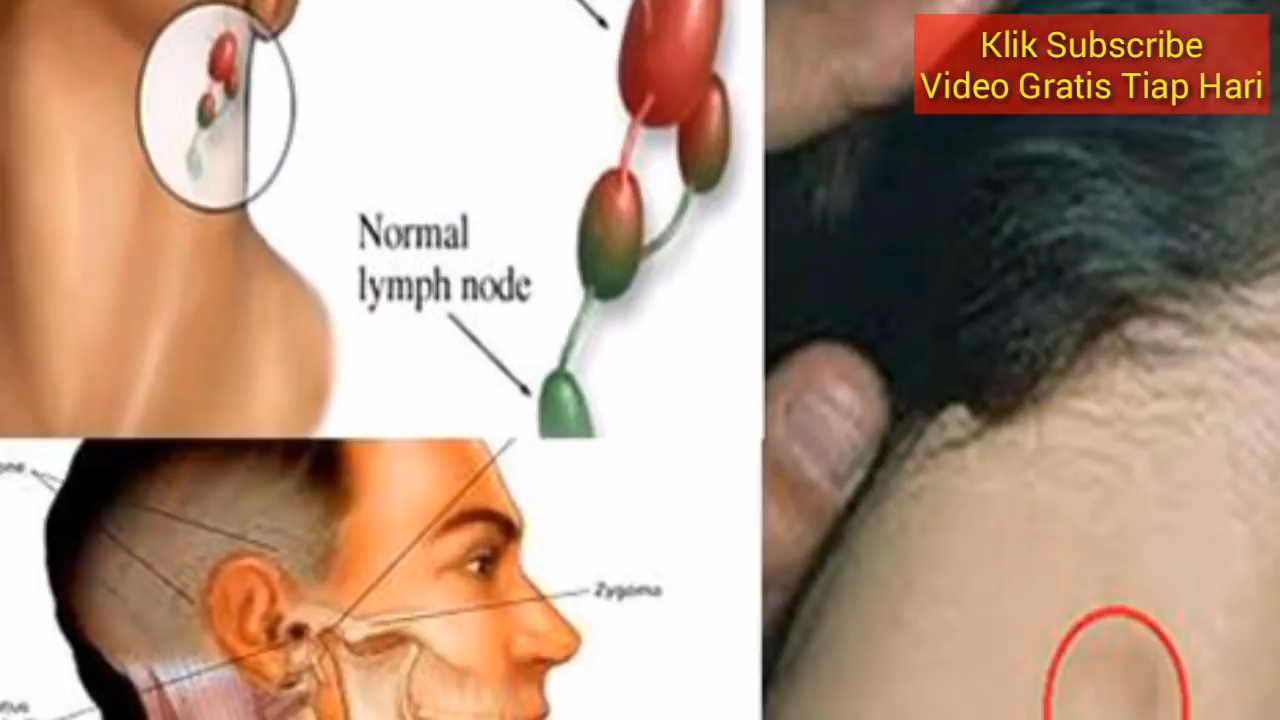 Klik Subscribe
Video Gratis Tiap Hari
Normal
lymph node
Zygoma